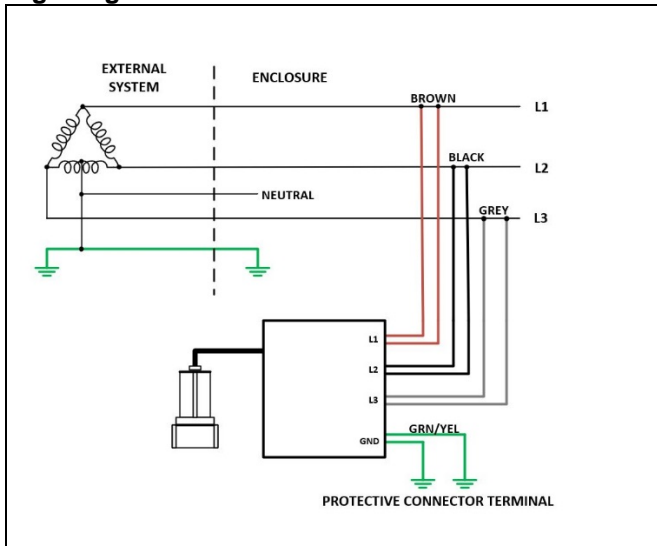 EXTERNAL
SYSTEM
ENCLOSURE
BROWN
L1
BLACK
L2
NEUTRAL
GREY
L3
L1
L2
L3
GRN/YEL
GND
PROTECTIVE CONNECTOR TERMINAL